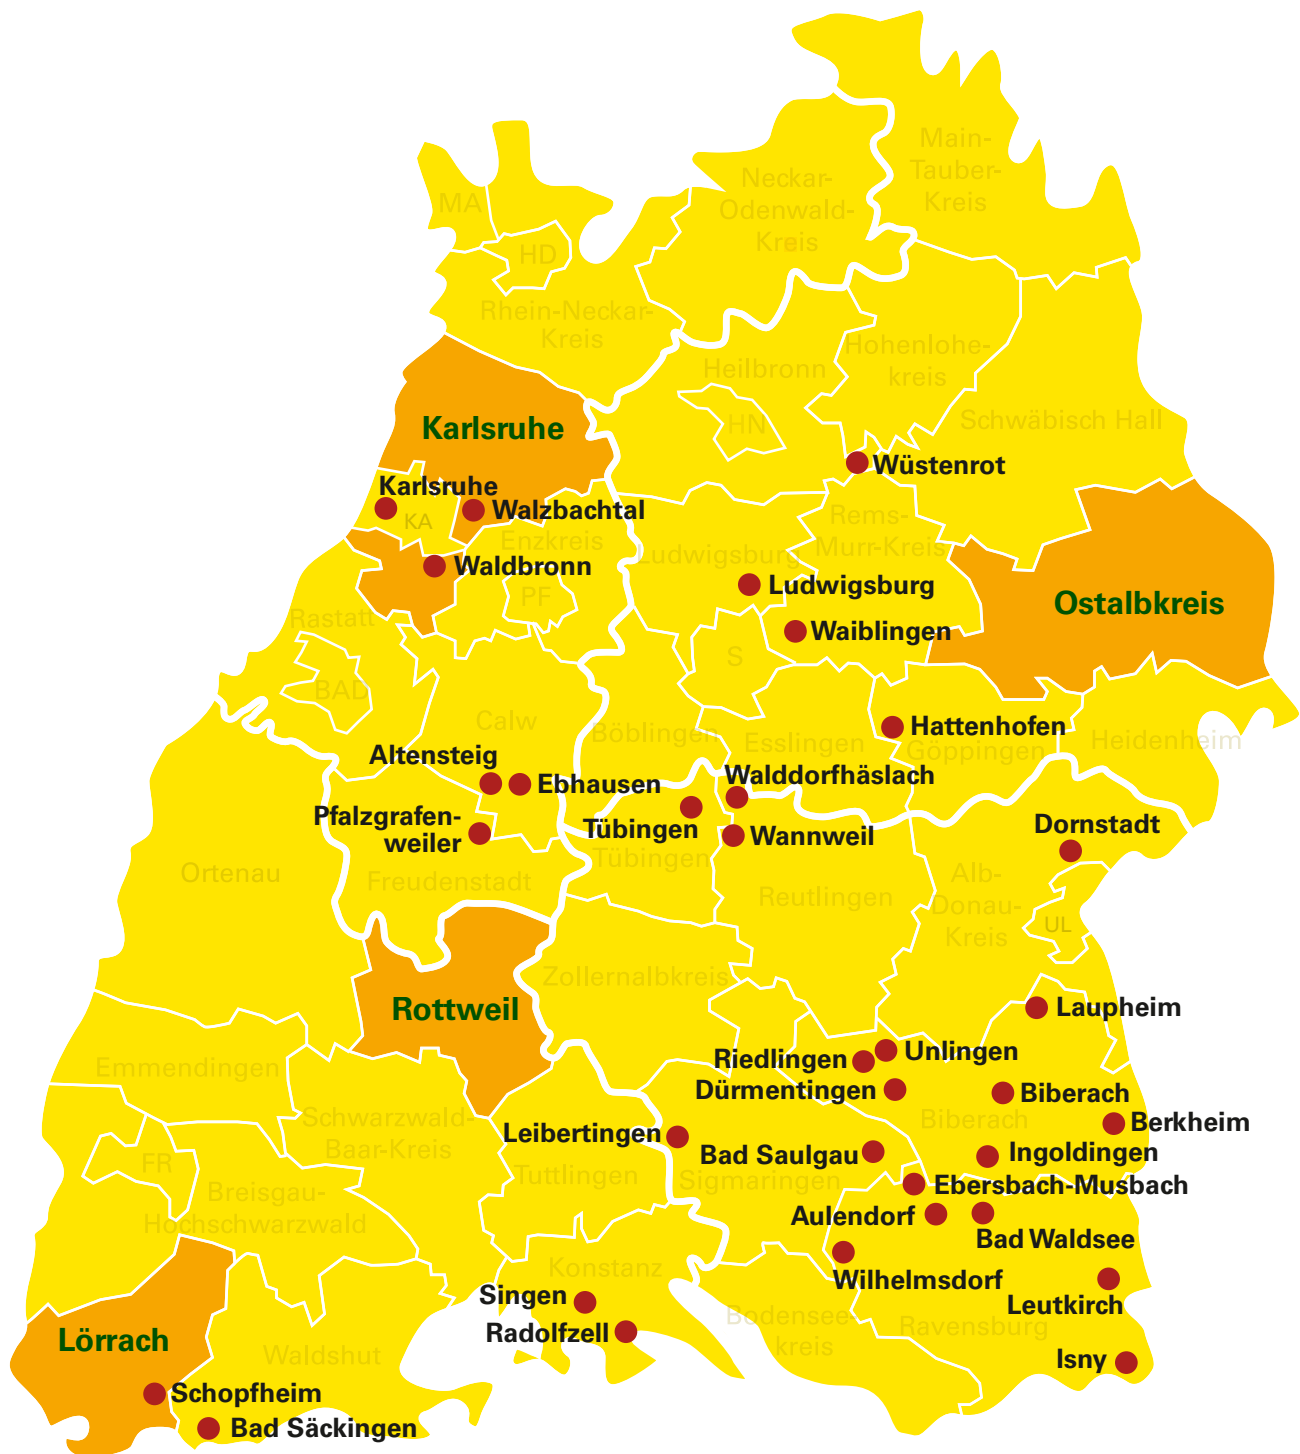 Main-
Tauber-
Kreis
Neckar-
Odenwald-
Kreis
MA
HD
Rhein-Neckar-
Kreis
Hohenlohe-
kreis
Heilbronn
HN
Schwäbisch Hall
Karlsruhe
Wüstenrot
Karlsruhe
KA
Walzbachtal
Enzkreis
Rems-
Murr-Kreis
Ludwigsburg
Waldbronn
PF
Ludwigsburg
Ostalbkreis
Rastatt
Waiblingen
S
BAD
Calw
Böblingen
Esslingen
Hattenhofen
Göppingen
Heidenheim
Altensteig
Ebhausen
Walddorfhäslach
Pfalzgrafen-
weiler
Tübingen
Tübingen
Wannweil
Dornstadt
Ortenau
Freudenstadt
Reutlingen
Alb-
Donau-
Kreis
UL
Zollernalbkreis
Rottweil
Laupheim
Emmendingen
Riedlingen
Unlingen
Dürmentingen
Biberach
Biberach
Schwarzwald-
Baar-Kreis
Leibertingen
Berkheim
FR
Tuttlingen
Bad Saulgau
Ingoldingen
Sigmaringen
Ebersbach-Musbach
Breisgau-
Hochschwarzwald
Aulendorf
Bad Waldsee
Konstanz
Wilhelmsdorf
Singen
Leutkirch
Bodensee-
kreis
Ravensburg
Radolfzell
Lörrach
Waldshut
Isny
Schopfheim
Bad Säckingen